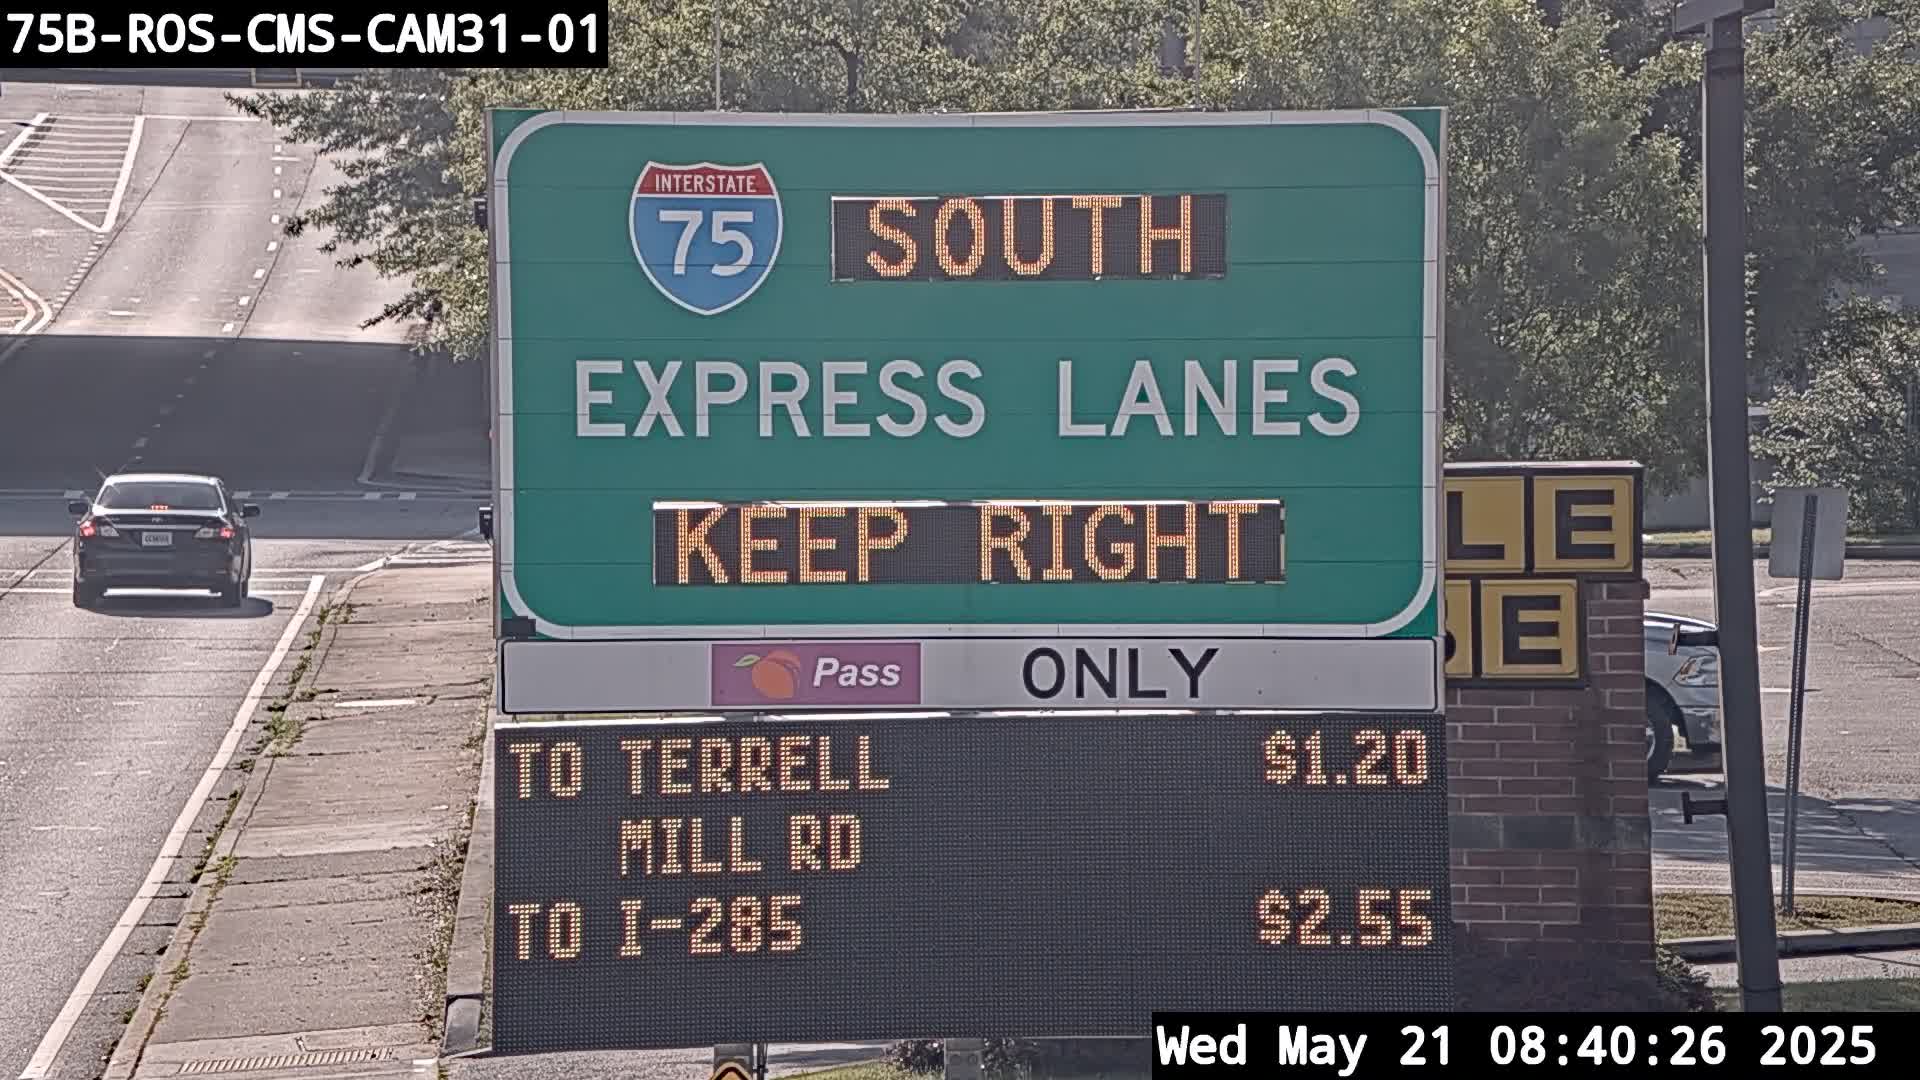 75B-ROS-CMS-CAM31-01
INTERSTATE
75
SOUTH
EXPRESS LANES
KEEP RIGHT
Pass ONLY
TO TERRELL $1.20
MILL RD
TO I-285 $2.55
LE
E
Wed May 21 08:40:26 2025